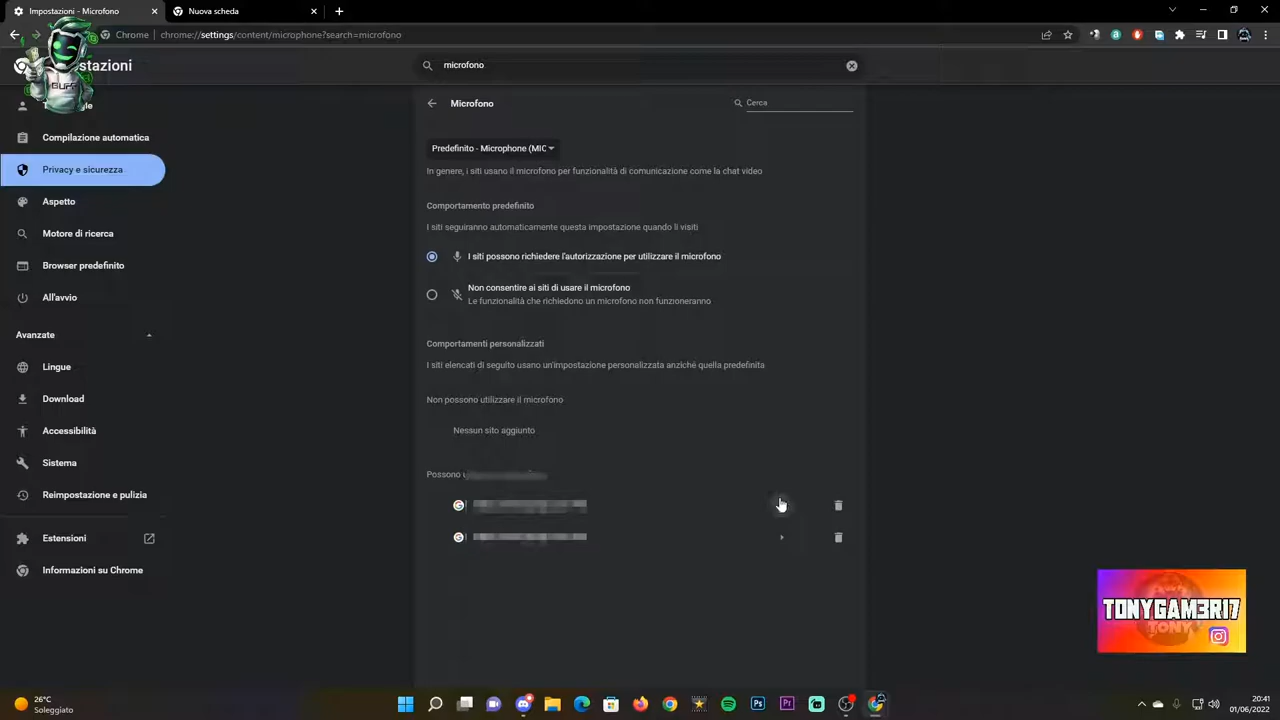 Impostazioni - Microfono
Nuova scheda
Chrome
chrome://settings/content/microphone?search=microfono
stazioni
microfono
Microfono
Cerca
Compilazione automatica
Predefinito - Microphone (MIC
In genere, i siti usano il microfono per funzionalità di comunicazione come la chat video
Privacy e sicurezza
Aspetto
Comportamento predefinito
I siti seguiranno automaticamente questa impostazione quando li visiti
Motore di ricerca
I siti possono richiedere l'autorizzazione per utilizzare il microfono
Browser predefinito
Non consentire ai siti di usare il microfono
All'avvio
Le funzionalità che richiedono un microfono non funzioneranno
Avanzate
Comportamenti personalizzati
I siti elencati di seguito usano un'impostazione personalizzata anziché quella predefinita
Lingue
Download
Non possono utilizzare il microfono
Accessibilità
Nessun sito aggiunto
Sistema
Possono
Reimpostazione e pulizia
Estensioni
Informazioni su Chrome
TONYGAM3R17
TONY
26°C
Soleggiato
20:41
01/06/2022